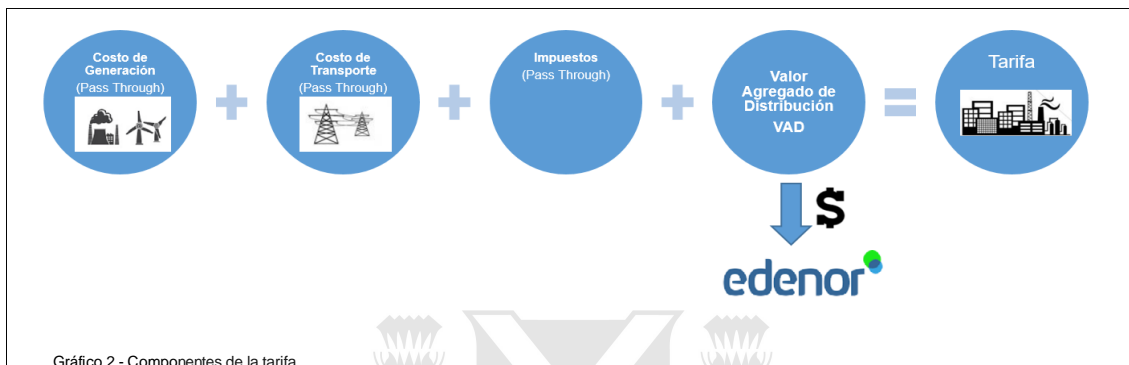 Costo de
Generación
(Pass Through)
+
Costo de
Transporte
(Pass Through)
+
Impuestos
(Pass Through)
+
Valor
Agregado de
Distribución
VAD
=
Tarifa
$
edenor
Gráfico 2 - Componentes de la tarifa